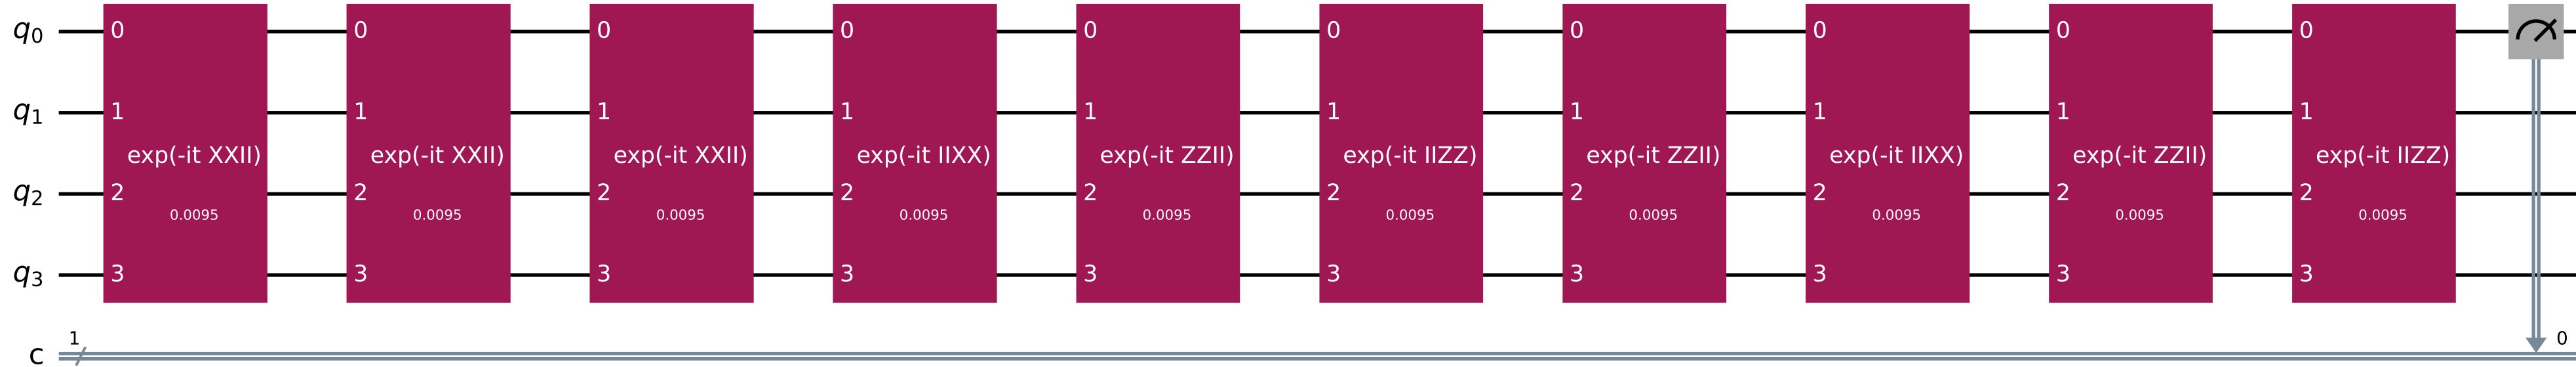 q0 0 0 0 0 0 0 0 0 0 0
q1 1 1 1 1 1 1 1 1 1 1
exp(-it XXII) exp(-it XXII) exp(-it XXII) exp(-it IIXX) exp(-it ZZII) exp(-it IIZZ) exp(-it ZZII) exp(-it IIXX) exp(-it ZZII) exp(-it IIZZ)
q2 2 2 2 2 2 2 2 2 2 2
0.0095 0.0095 0.0095 0.0095 0.0095 0.0095 0.0095 0.0095 0.0095 0.0095
q3 3 3 3 3 3 3 3 3 3 3
1 0
c